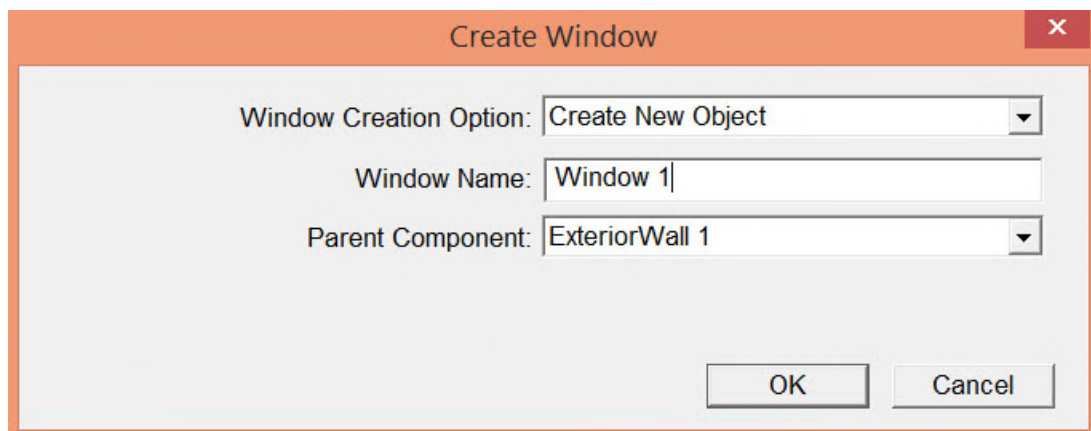 Create Window
Window Creation Option: Create New Object
Window Name: Window 1
Parent Component: ExteriorWall 1
OK Cancel